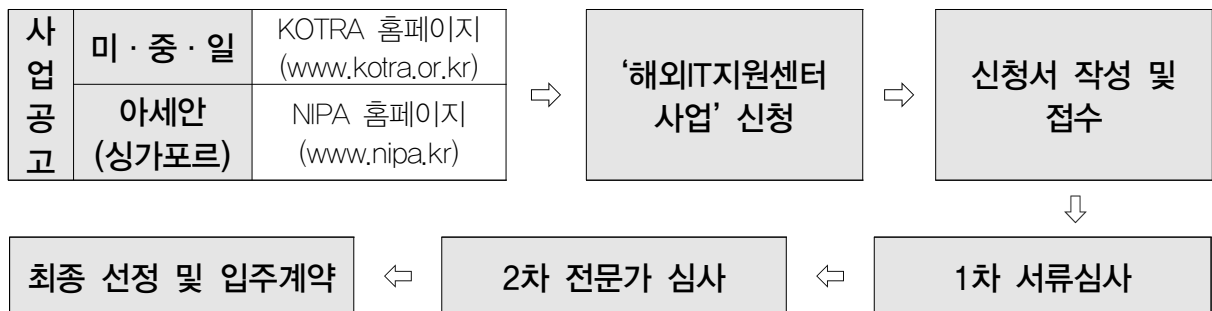 사업공고
미·중·일
KOTRA 홈페이지
(www.kotra.or.kr)
아세안
(싱가포르)
NIPA 홈페이지
(www.nipa.kr)
⇨
‘해외IT지원센터
사업’ 신청
⇨
신청서 작성 및
접수
⇩
1차 서류심사
⇦
2차 전문가 심사
⇦
최종 선정 및 입주계약